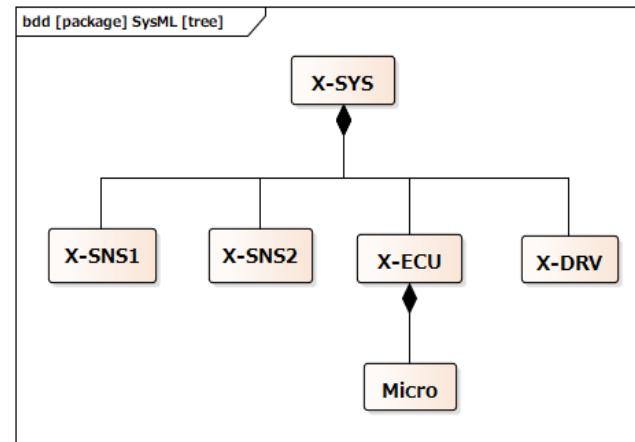 bdd [package] SysML [tree]
X-SYS
X-SNS1
X-SNS2
X-ECU
X-DRV
Micro